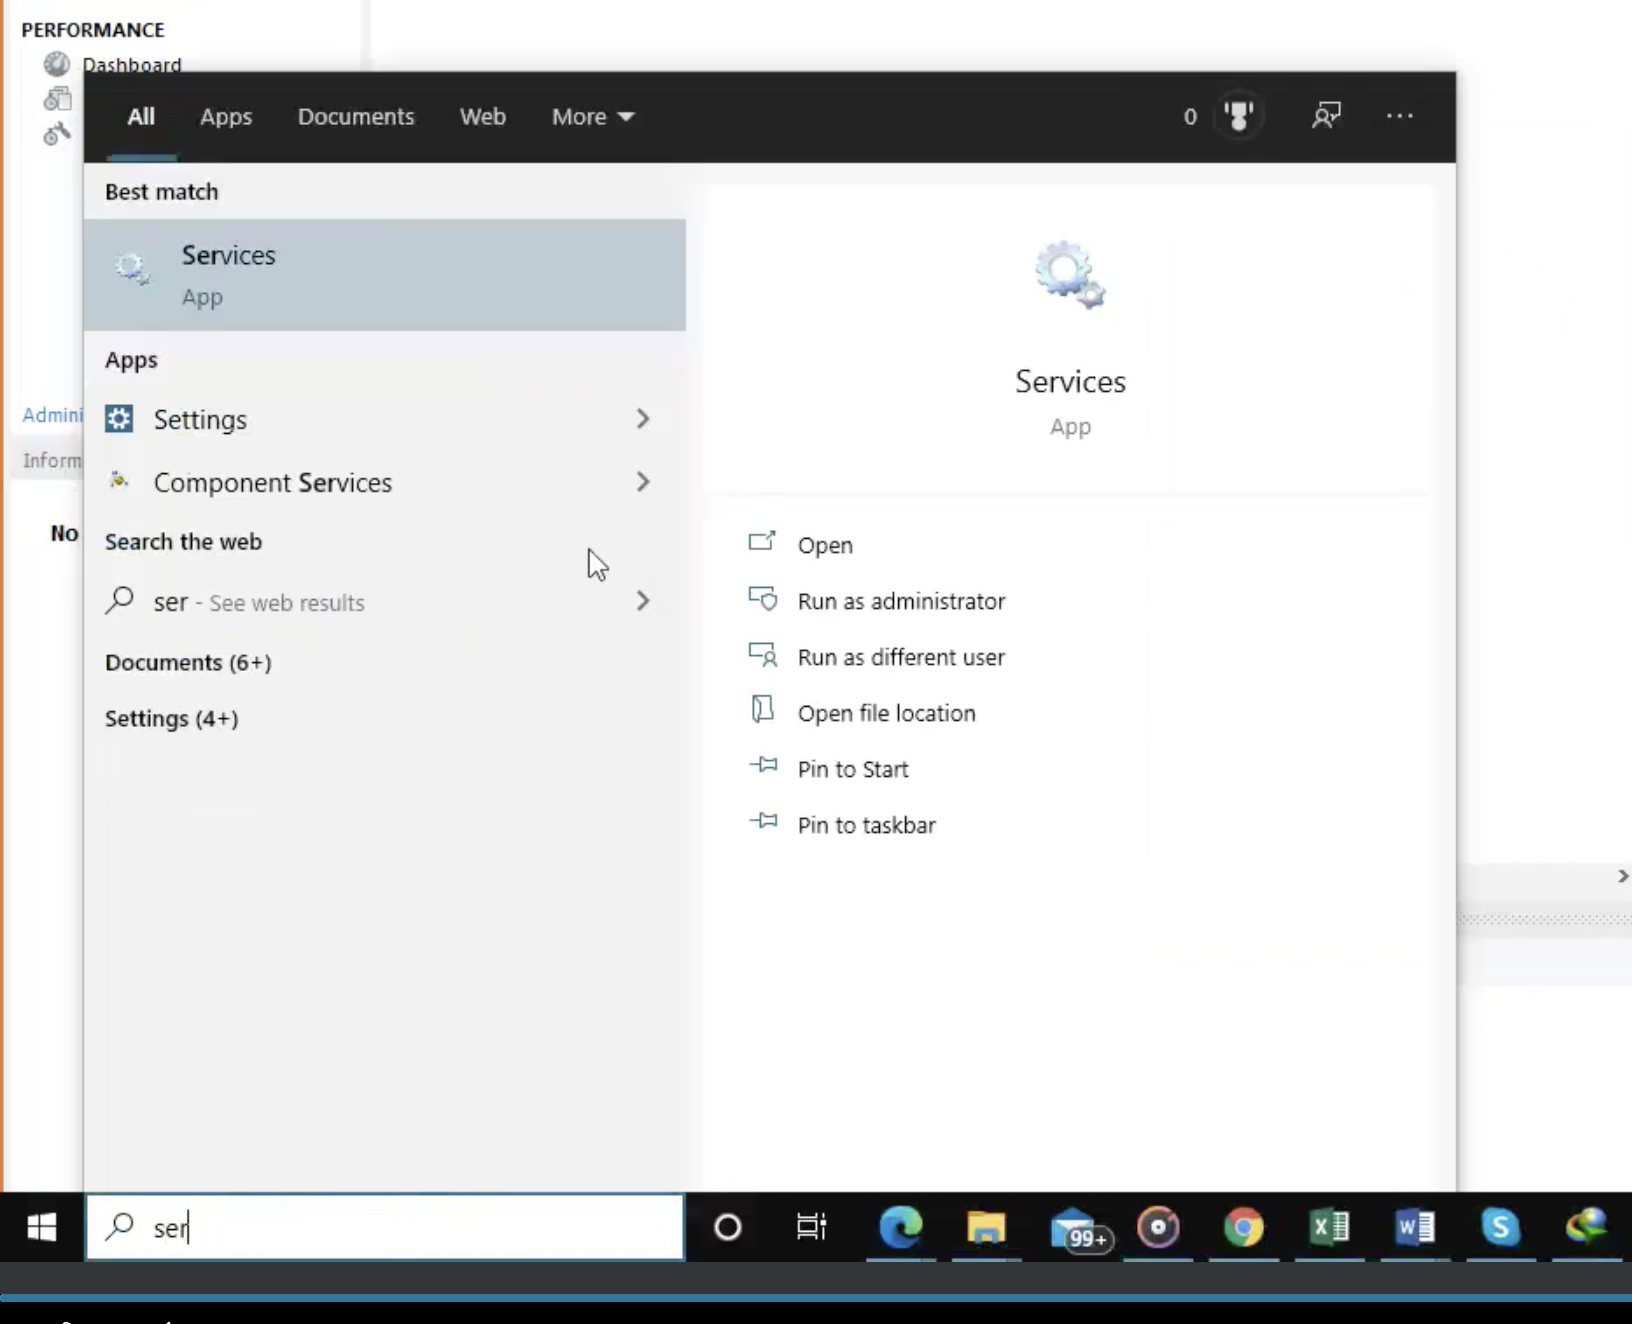 PERFORMANCE
Dashboard
All Apps Documents Web More 0 ...
Best match
Services
App
Apps
Settings
Component Services
Search the web
ser - See web results
Documents (6+)
Settings (4+)
Services
App
Open
Run as administrator
Run as different user
Open file location
Pin to Start
Pin to taskbar
Admini
Inform
No
ser
99+